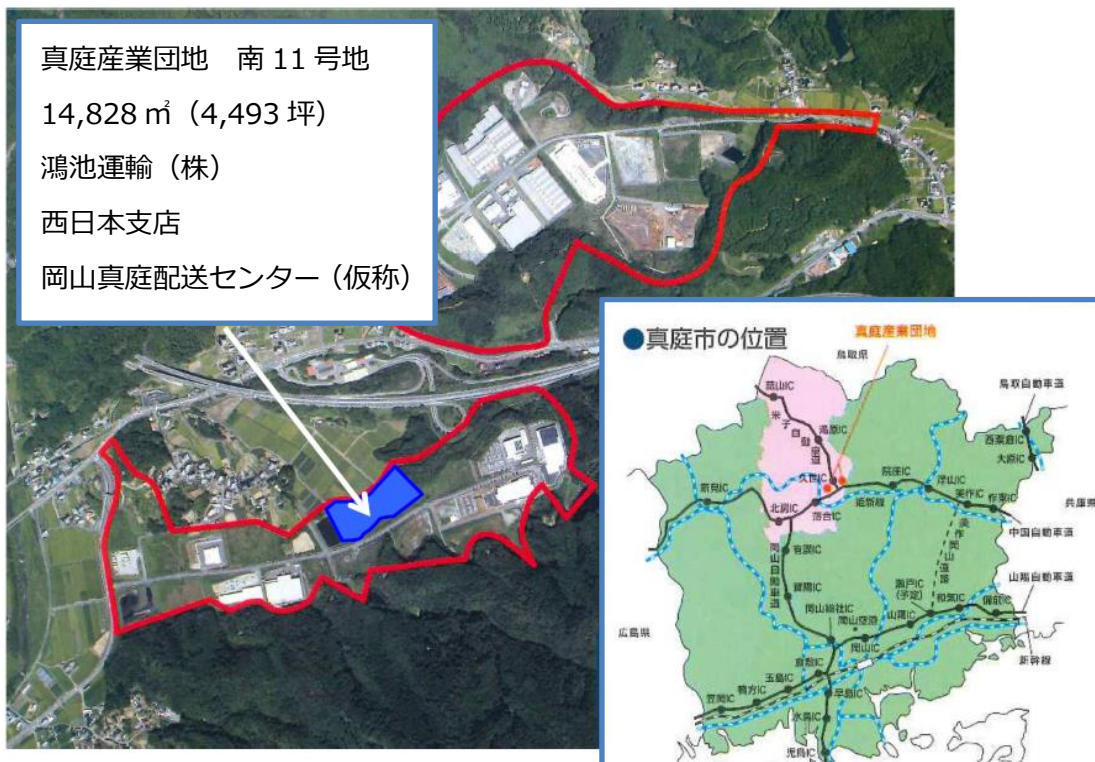 真庭産業団地　南 11 号地
14,828 ㎡（4,493 坪）
鴻池運輸（株）
西日本支店
岡山真庭配送センター（仮称）
●真庭市の位置
真庭産業団地
鳥取県
蒜山IC
鳥取自動車道
米子自動車道
湯原IC
西粟倉IC
大原IC
久世IC
院庄IC
津山IC
美作IC
作東IC
兵庫県
新見IC
北房IC
落合IC
姫新線
中国自動車道
有漢IC
美作岡山道路
岡山自動車道
賀陽IC
瀬戸IC
(予定)
和気IC
備前IC
山陽自動車道
岡山総社IC
岡山空港
山陽IC
広島県
岡山IC
新幹線
倉敷IC
玉島IC
早島IC
笠岡IC
鴨方IC
水島IC
児島IC